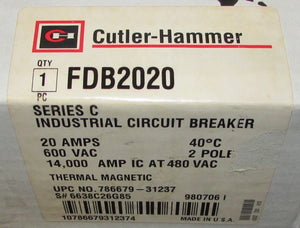 Cutler-Hammer
QTY
1 FDB2020
PC
SERIES C
INDUSTRIAL CIRCUIT BREAKER
20 AMPS 40°C
600 VAC 2 POLE
14,000 AMP IC AT 480 VAC
THERMAL MAGNETIC
UPC NO. 786679-31237
S# 6638C26G85 980706 I
10786679312374 MADE IN U.S.A.